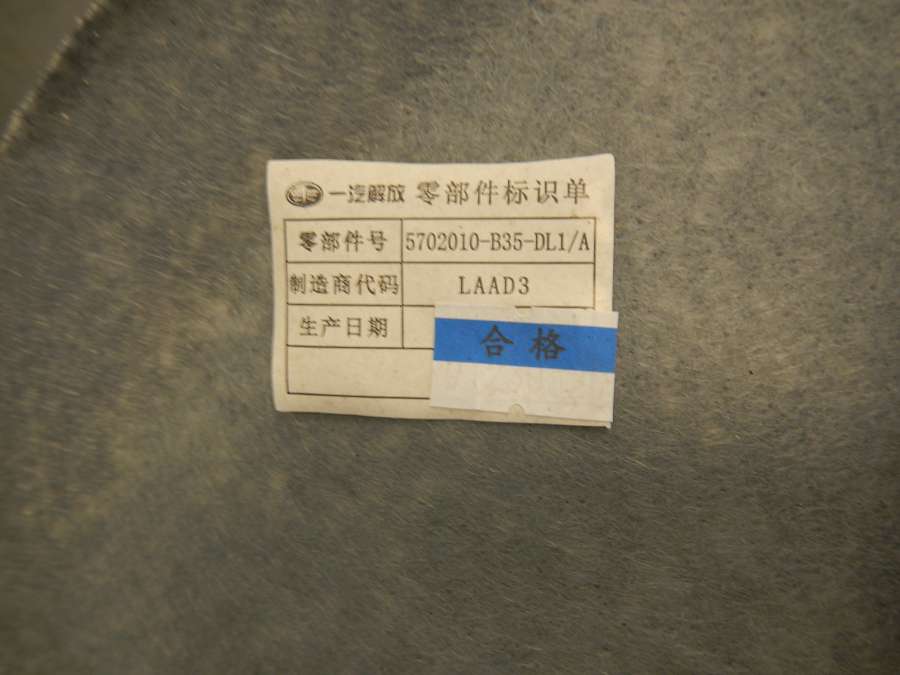 一汽解放 零部件标识单
零部件号 5702010-B35-DL1/A
制造商代码 LAAD3
生产日期
合格